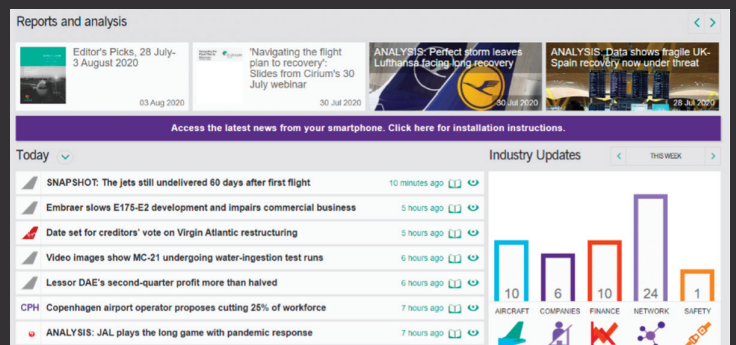 Reports and analysis
Editor's Picks, 28 July-
3 August 2020
03 Aug 2020
'Navigating the flight
plan to recovery':
Slides from Cirium's 30
July webinar
30 Jul 2020
ANALYSIS: Perfect storm leaves
Lufthansa facing long recovery
30 Jul 2020
ANALYSIS: Data shows fragile UK-
Spain recovery now under threat
28 Jul 2020
Access the latest news from your smartphone. Click here for installation instructions.
Today
SNAPSHOT: The jets still undelivered 60 days after first flight
10 minutes ago
Embraer slows E175-E2 development and impairs commercial business
5 hours ago
Date set for creditors' vote on Virgin Atlantic restructuring
5 hours ago
Video images show MC-21 undergoing water-ingestion test runs
6 hours ago
Lessor DAE's second-quarter profit more than halved
6 hours ago
CPH Copenhagen airport operator proposes cutting 25% of workforce
7 hours ago
ANALYSIS: JAL plays the long game with pandemic response
7 hours ago
Industry Updates
THIS WEEK
10 6 10 24 1
AIRCRAFT COMPANIES FINANCE NETWORK SAFETY